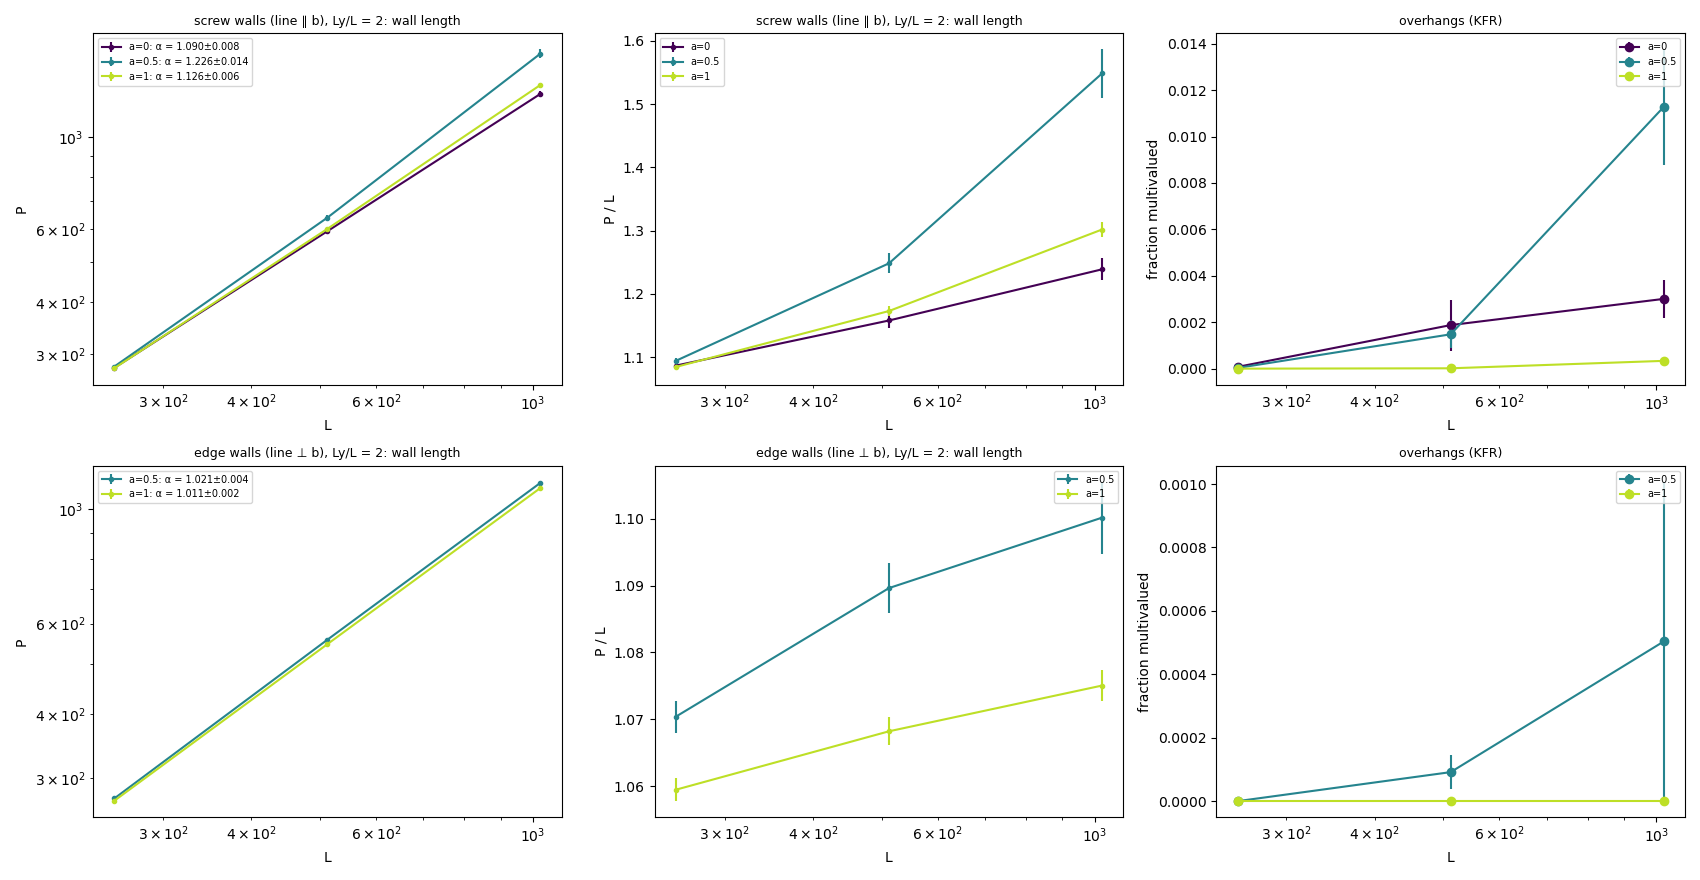 screw walls (line ∥ b), Ly/L = 2: wall length
a=0: α = 1.090±0.008
a=0.5: α = 1.226±0.014
a=1: α = 1.126±0.006
10³
6 × 10²
4 × 10²
3 × 10²
P
3 × 10²
4 × 10²
6 × 10²
10³
L
screw walls (line ∥ b), Ly/L = 2: wall length
a=0
a=0.5
a=1
1.6
1.5
1.4
1.3
1.2
1.1
P / L
3 × 10²
4 × 10²
6 × 10²
10³
L
overhangs (KFR)
a=0
a=0.5
a=1
0.014
0.012
0.010
0.008
0.006
0.004
0.002
0.000
fraction multivalued
3 × 10²
4 × 10²
6 × 10²
10³
L
edge walls (line ⊥ b), Ly/L = 2: wall length
a=0.5: α = 1.021±0.004
a=1: α = 1.011±0.002
10³
6 × 10²
4 × 10²
3 × 10²
P
3 × 10²
4 × 10²
6 × 10²
10³
L
edge walls (line ⊥ b), Ly/L = 2: wall length
a=0.5
a=1
1.10
1.09
1.08
1.07
1.06
P / L
3 × 10²
4 × 10²
6 × 10²
10³
L
overhangs (KFR)
a=0.5
a=1
0.0010
0.0008
0.0006
0.0004
0.0002
0.0000
fraction multivalued
3 × 10²
4 × 10²
6 × 10²
10³
L